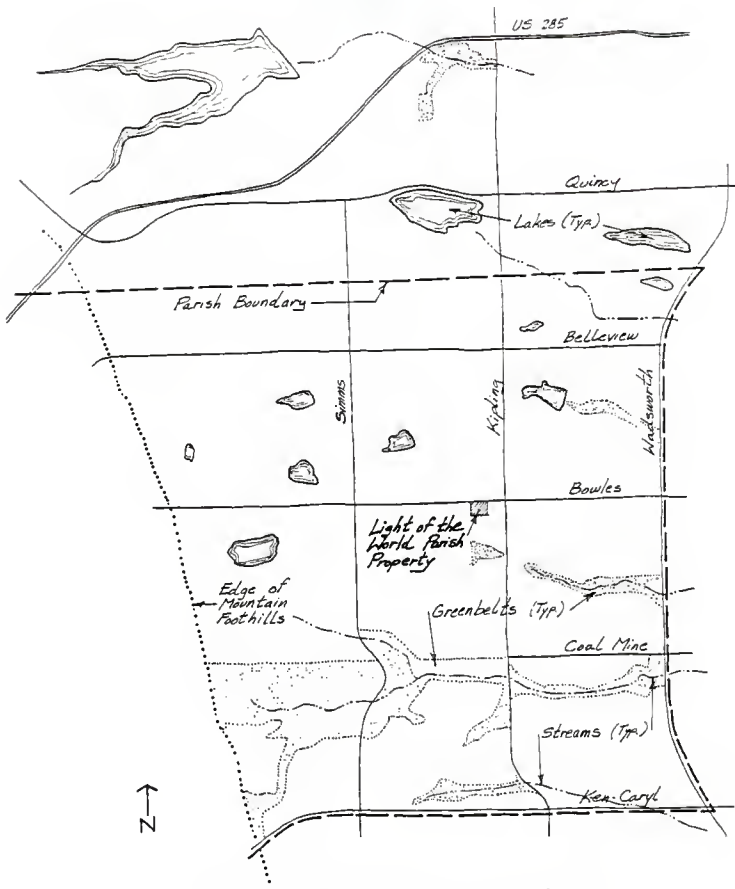 US 285
Quincy
Lakes (Typ.)
Parish Boundary
Belleview
Simms
Kipling
Wadsworth
Bowles
Light of the
World Parish
Property
Edge of
Mountain
Foothills
Greenbelts (Typ.)
Coal Mine
Streams (Typ.)
Ken-Caryl
N